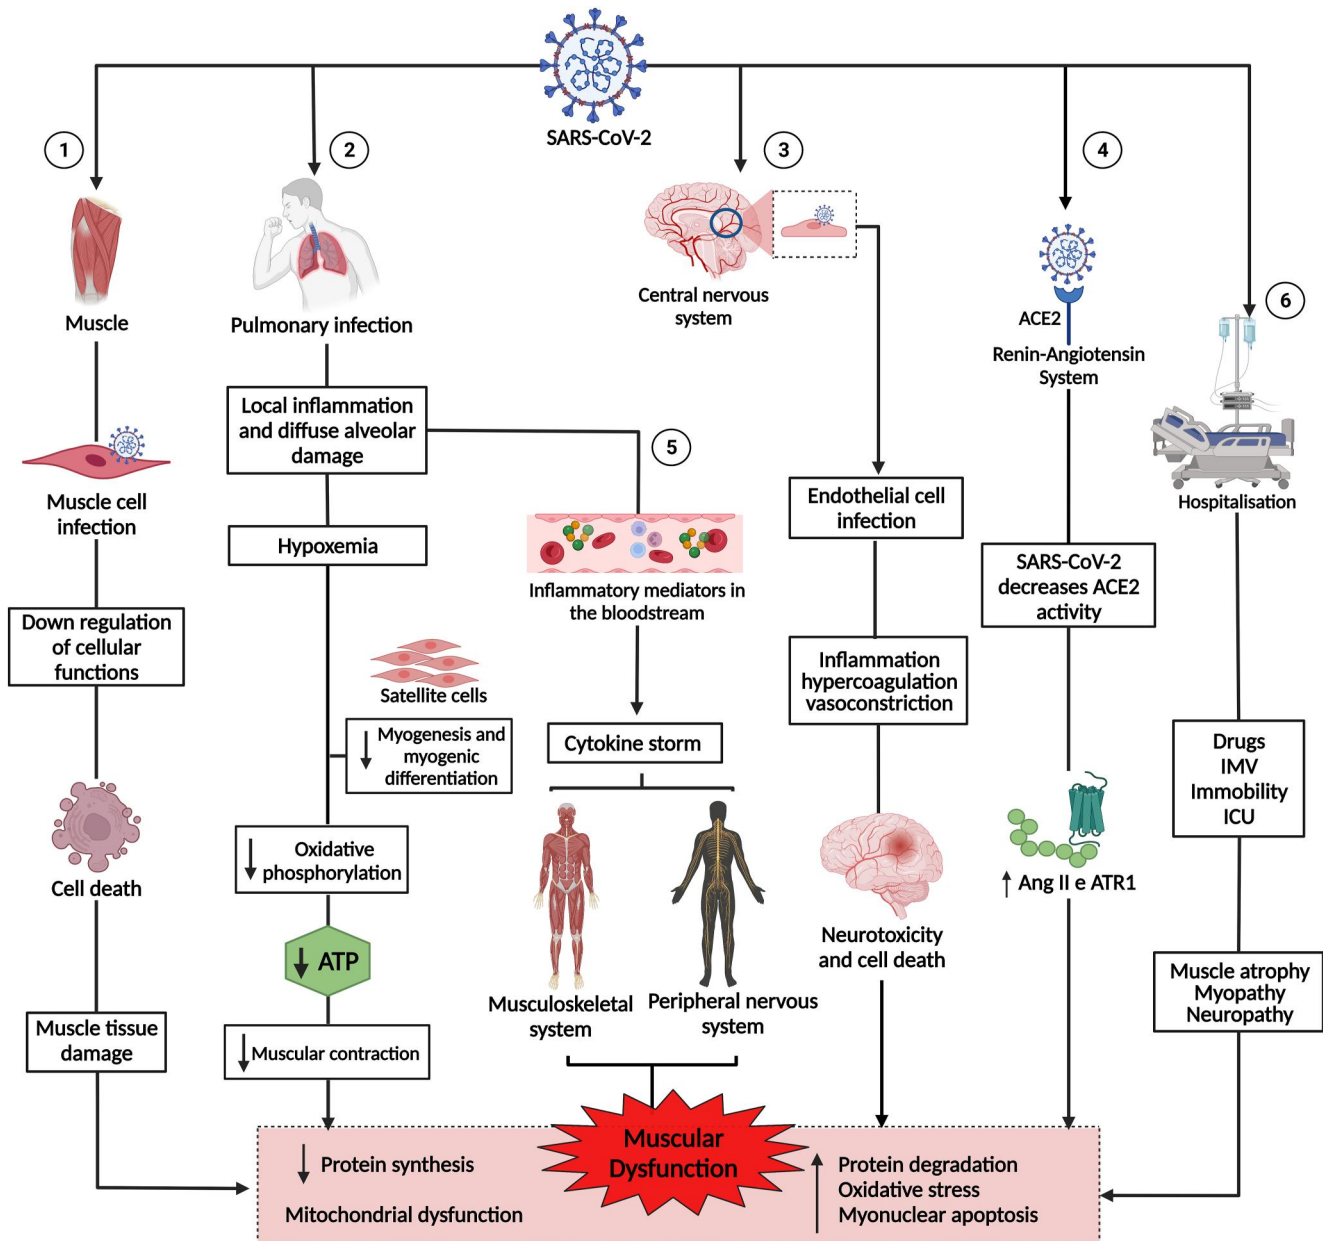 SARS-CoV-2
1
Muscle
Muscle cell
infection
Down regulation
of cellular
functions
Cell death
Muscle tissue
damage
2
Pulmonary infection
Local inflammation
and diffuse alveolar
damage
Hypoxemia
Satellite cells
↓ Myogenesis and
myogenic
differentiation
↓ Oxidative
phosphorylation
↓ ATP
↓ Muscular contraction
5
Inflammatory mediators in
the bloodstream
Cytokine storm
Musculoskeletal
system
Peripheral nervous
system
3
Central nervous
system
Endothelial cell
infection
Inflammation
hypercoagulation
vasoconstriction
Neurotoxicity
and cell death
4
ACE2
Renin-Angiotensin
System
SARS-CoV-2
decreases ACE2
activity
↑ Ang II e ATR1
6
Hospitalisation
Drugs
IMV
Immobility
ICU
Muscle atrophy
Myopathy
Neuropathy
Muscular
Dysfunction
↓ Protein synthesis
Mitochondrial dysfunction
↑ Protein degradation
Oxidative stress
Myonuclear apoptosis